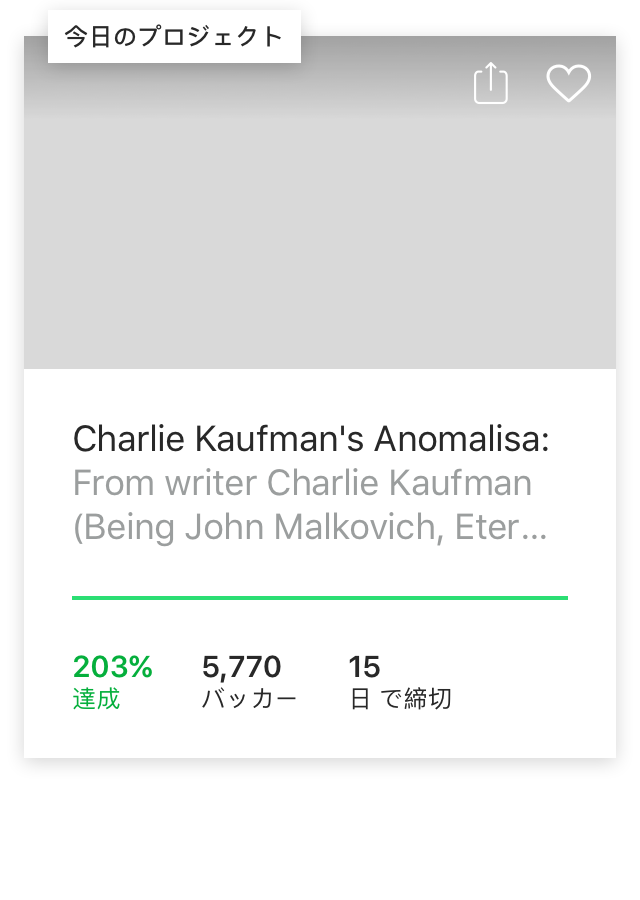 今日のプロジェクト
Charlie Kaufman's Anomalisa:
From writer Charlie Kaufman
(Being John Malkovich, Eter...
203% 5,770 15
達成 バッカー 日 で締切